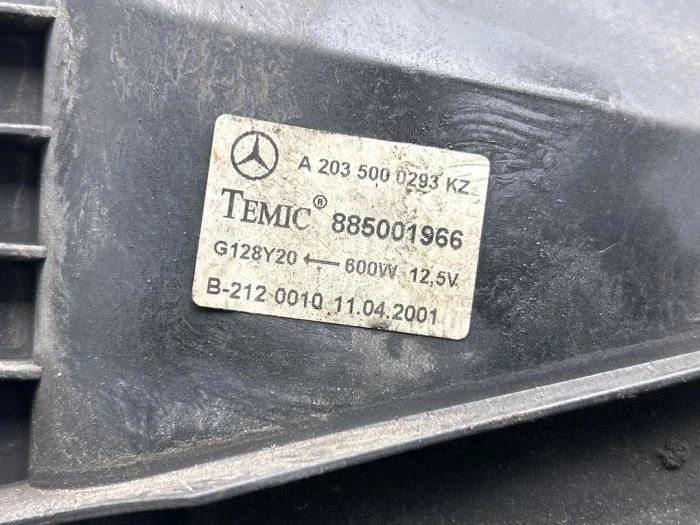 A 203 500 0293 KZ
TEMIC® 885001966
G128Y20 ← 600W 12,5V
B-212 0010 11.04.2001